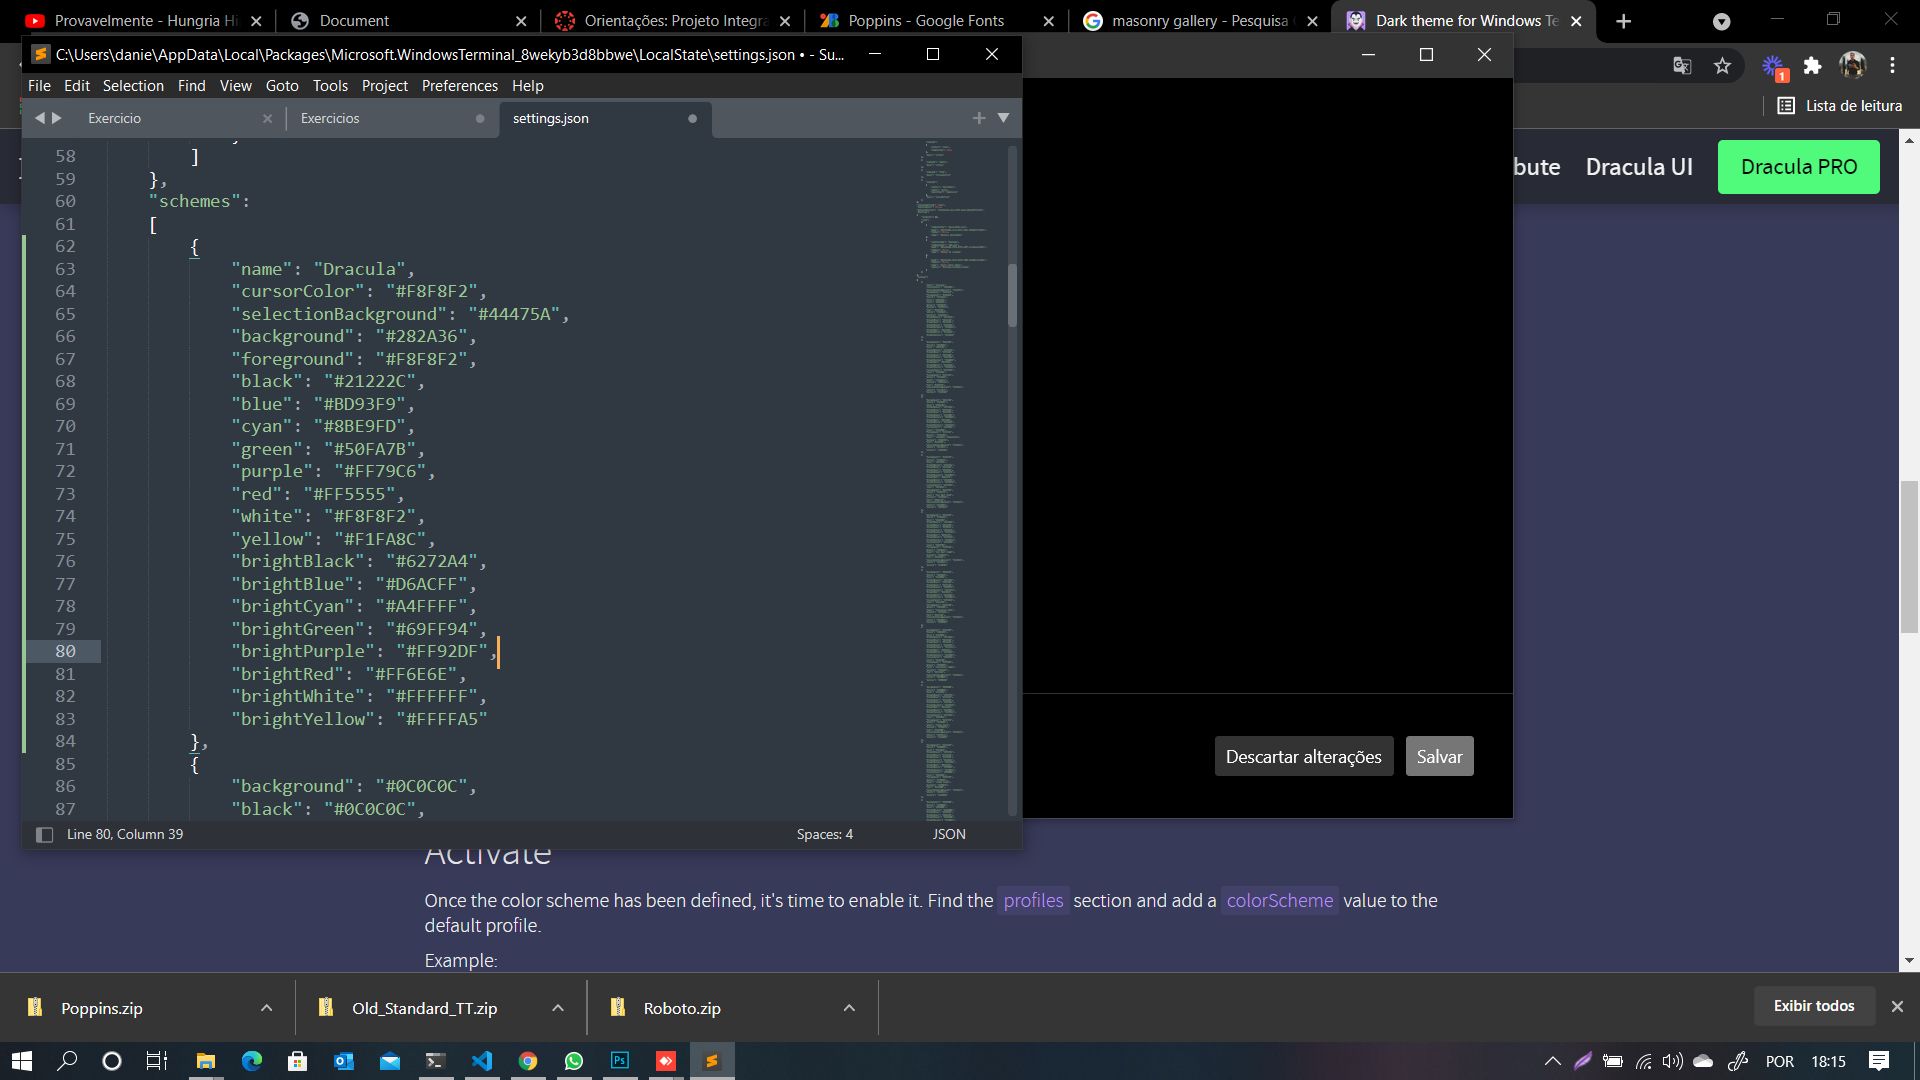 Provavelmente - Hungria Hi
Document
Orientações: Projeto Integra
Poppins - Google Fonts
masonry gallery - Pesquisa
Dark theme for Windows Te
C:\Users\danie\AppData\Local\Packages\Microsoft.WindowsTerminal_8wekyb3d8bbwe\LocalState\settings.json • - Su...
File Edit Selection Find View Goto Tools Project Preferences Help
1
Lista de leitura
Exercicio
Exercicios
settings.json
bute
Dracula UI
Dracula PRO
58 ]
59 },
60 "schemes":
61 [
62 {
63 "name": "Dracula",
64 "cursorColor": "#F8F8F2",
65 "selectionBackground": "#44475A",
66 "background": "#282A36",
67 "foreground": "#F8F8F2",
68 "black": "#21222C",
69 "blue": "#BD93F9",
70 "cyan": "#8BE9FD",
71 "green": "#50FA7B",
72 "purple": "#FF79C6",
73 "red": "#FF5555",
74 "white": "#F8F8F2",
75 "yellow": "#F1FA8C",
76 "brightBlack": "#6272A4",
77 "brightBlue": "#D6ACFF",
78 "brightCyan": "#A4FFFF",
79 "brightGreen": "#69FF94",
80 "brightPurple": "#FF92DF",
81 "brightRed": "#FF6E6E",
82 "brightWhite": "#FFFFFF",
83 "brightYellow": "#FFFFA5"
84 },
85 {
86 "background": "#0C0C0C",
87 "black": "#0C0C0C",
Descartar alterações
Salvar
Line 80, Column 39
Spaces: 4
JSON
Activate
Once the color scheme has been defined, it's time to enable it. Find the profiles section and add a colorScheme value to the
default profile.
Example:
Poppins.zip
Old_Standard_TT.zip
Roboto.zip
Exibir todos
Ps
POR
18:15